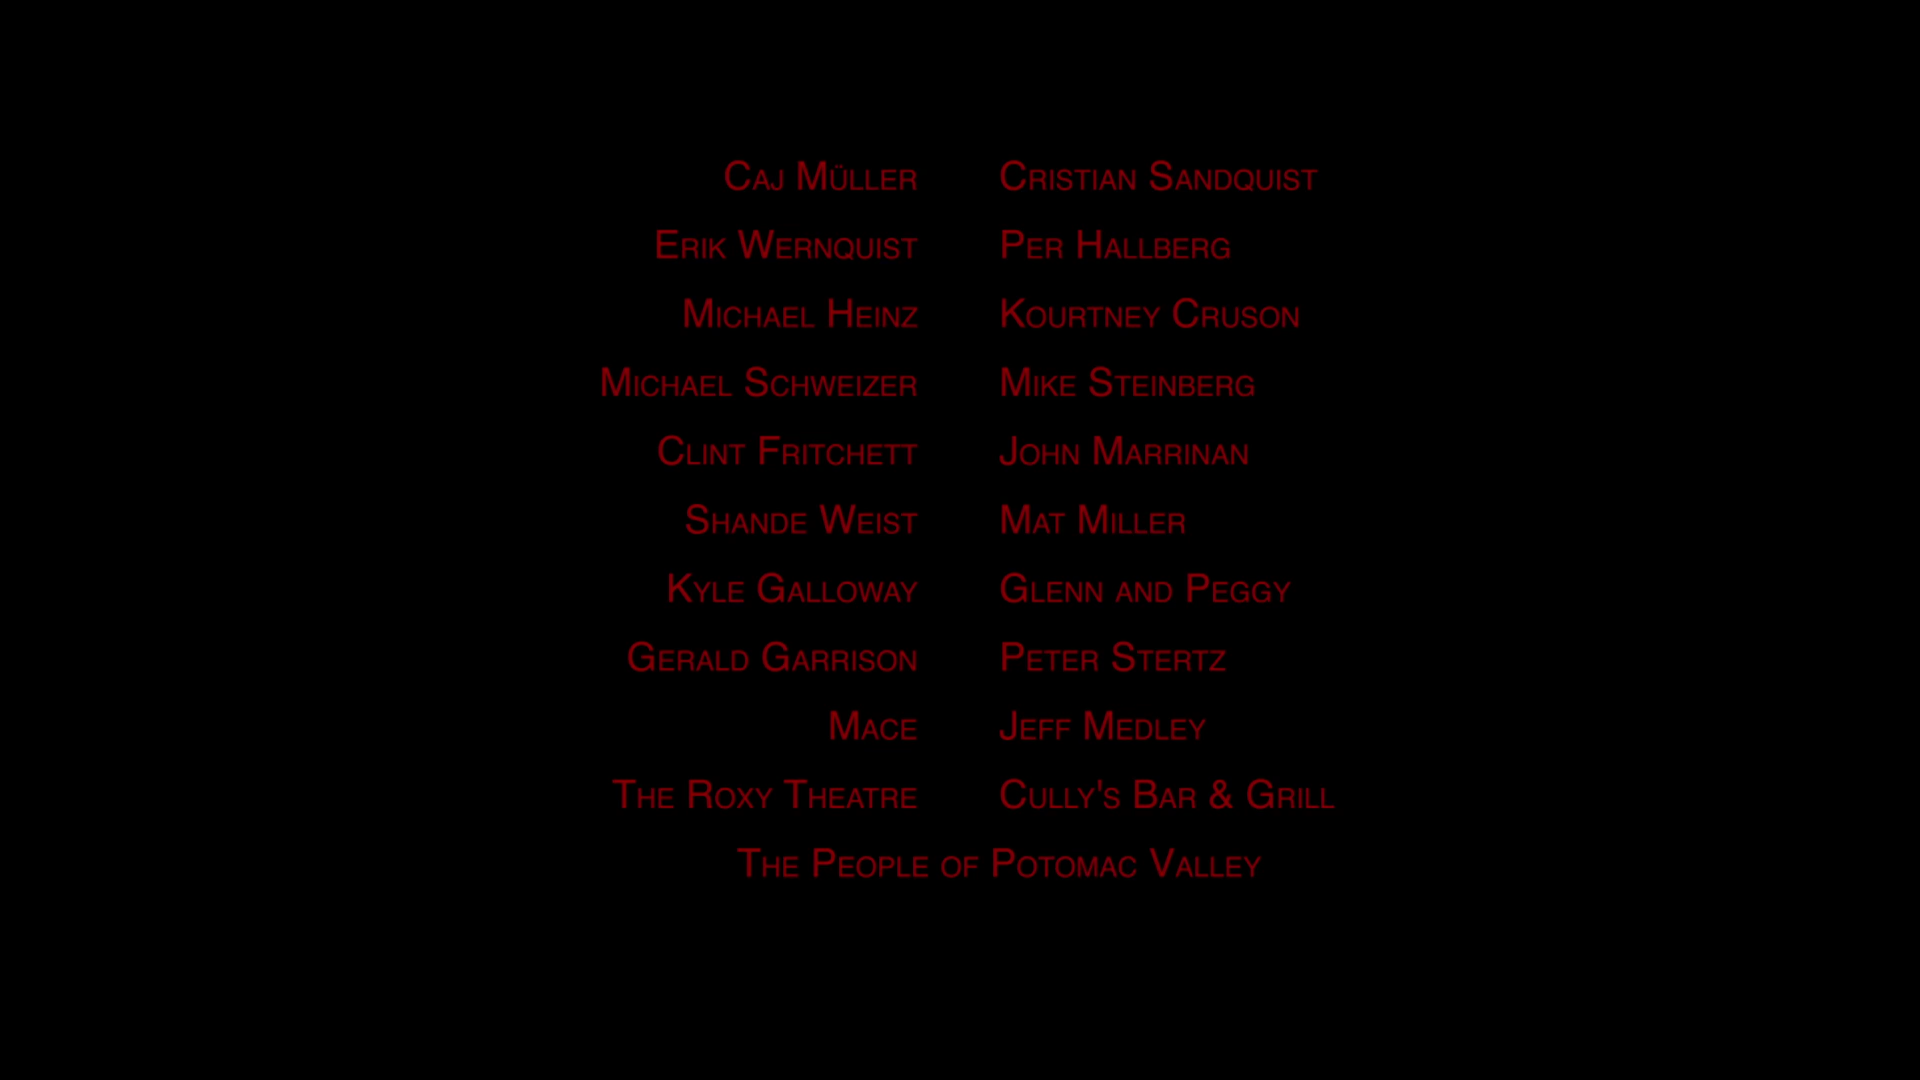 Caj Müller Cristian Sandquist
Erik Wernquist Per Hallberg
Michael Heinz Kourtney Cruson
Michael Schweizer Mike Steinberg
Clint Fritchett John Marrinan
Shande Weist Mat Miller
Kyle Galloway Glenn and Peggy
Gerald Garrison Peter Stertz
Mace Jeff Medley
The Roxy Theatre Cully's Bar & Grill
The People of Potomac Valley